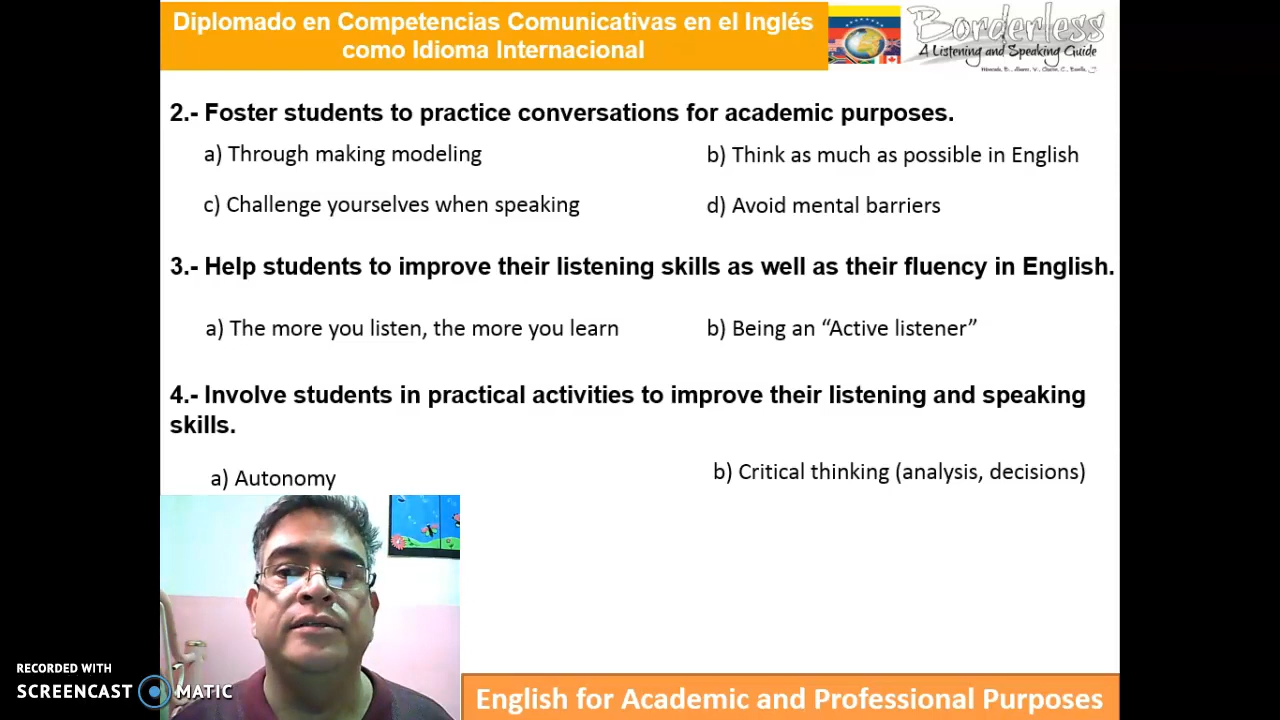 Diplomado en Competencias Comunicativas en el Inglés
como Idioma Internacional
Borderless
A Listening and Speaking Guide
2.- Foster students to practice conversations for academic purposes.
a) Through making modeling
b) Think as much as possible in English
c) Challenge yourselves when speaking
d) Avoid mental barriers
3.- Help students to improve their listening skills as well as their fluency in English.
a) The more you listen, the more you learn
b) Being an “Active listener”
4.- Involve students in practical activities to improve their listening and speaking
skills.
a) Autonomy
b) Critical thinking (analysis, decisions)
RECORDED WITH
SCREENCAST MATIC
English for Academic and Professional Purposes